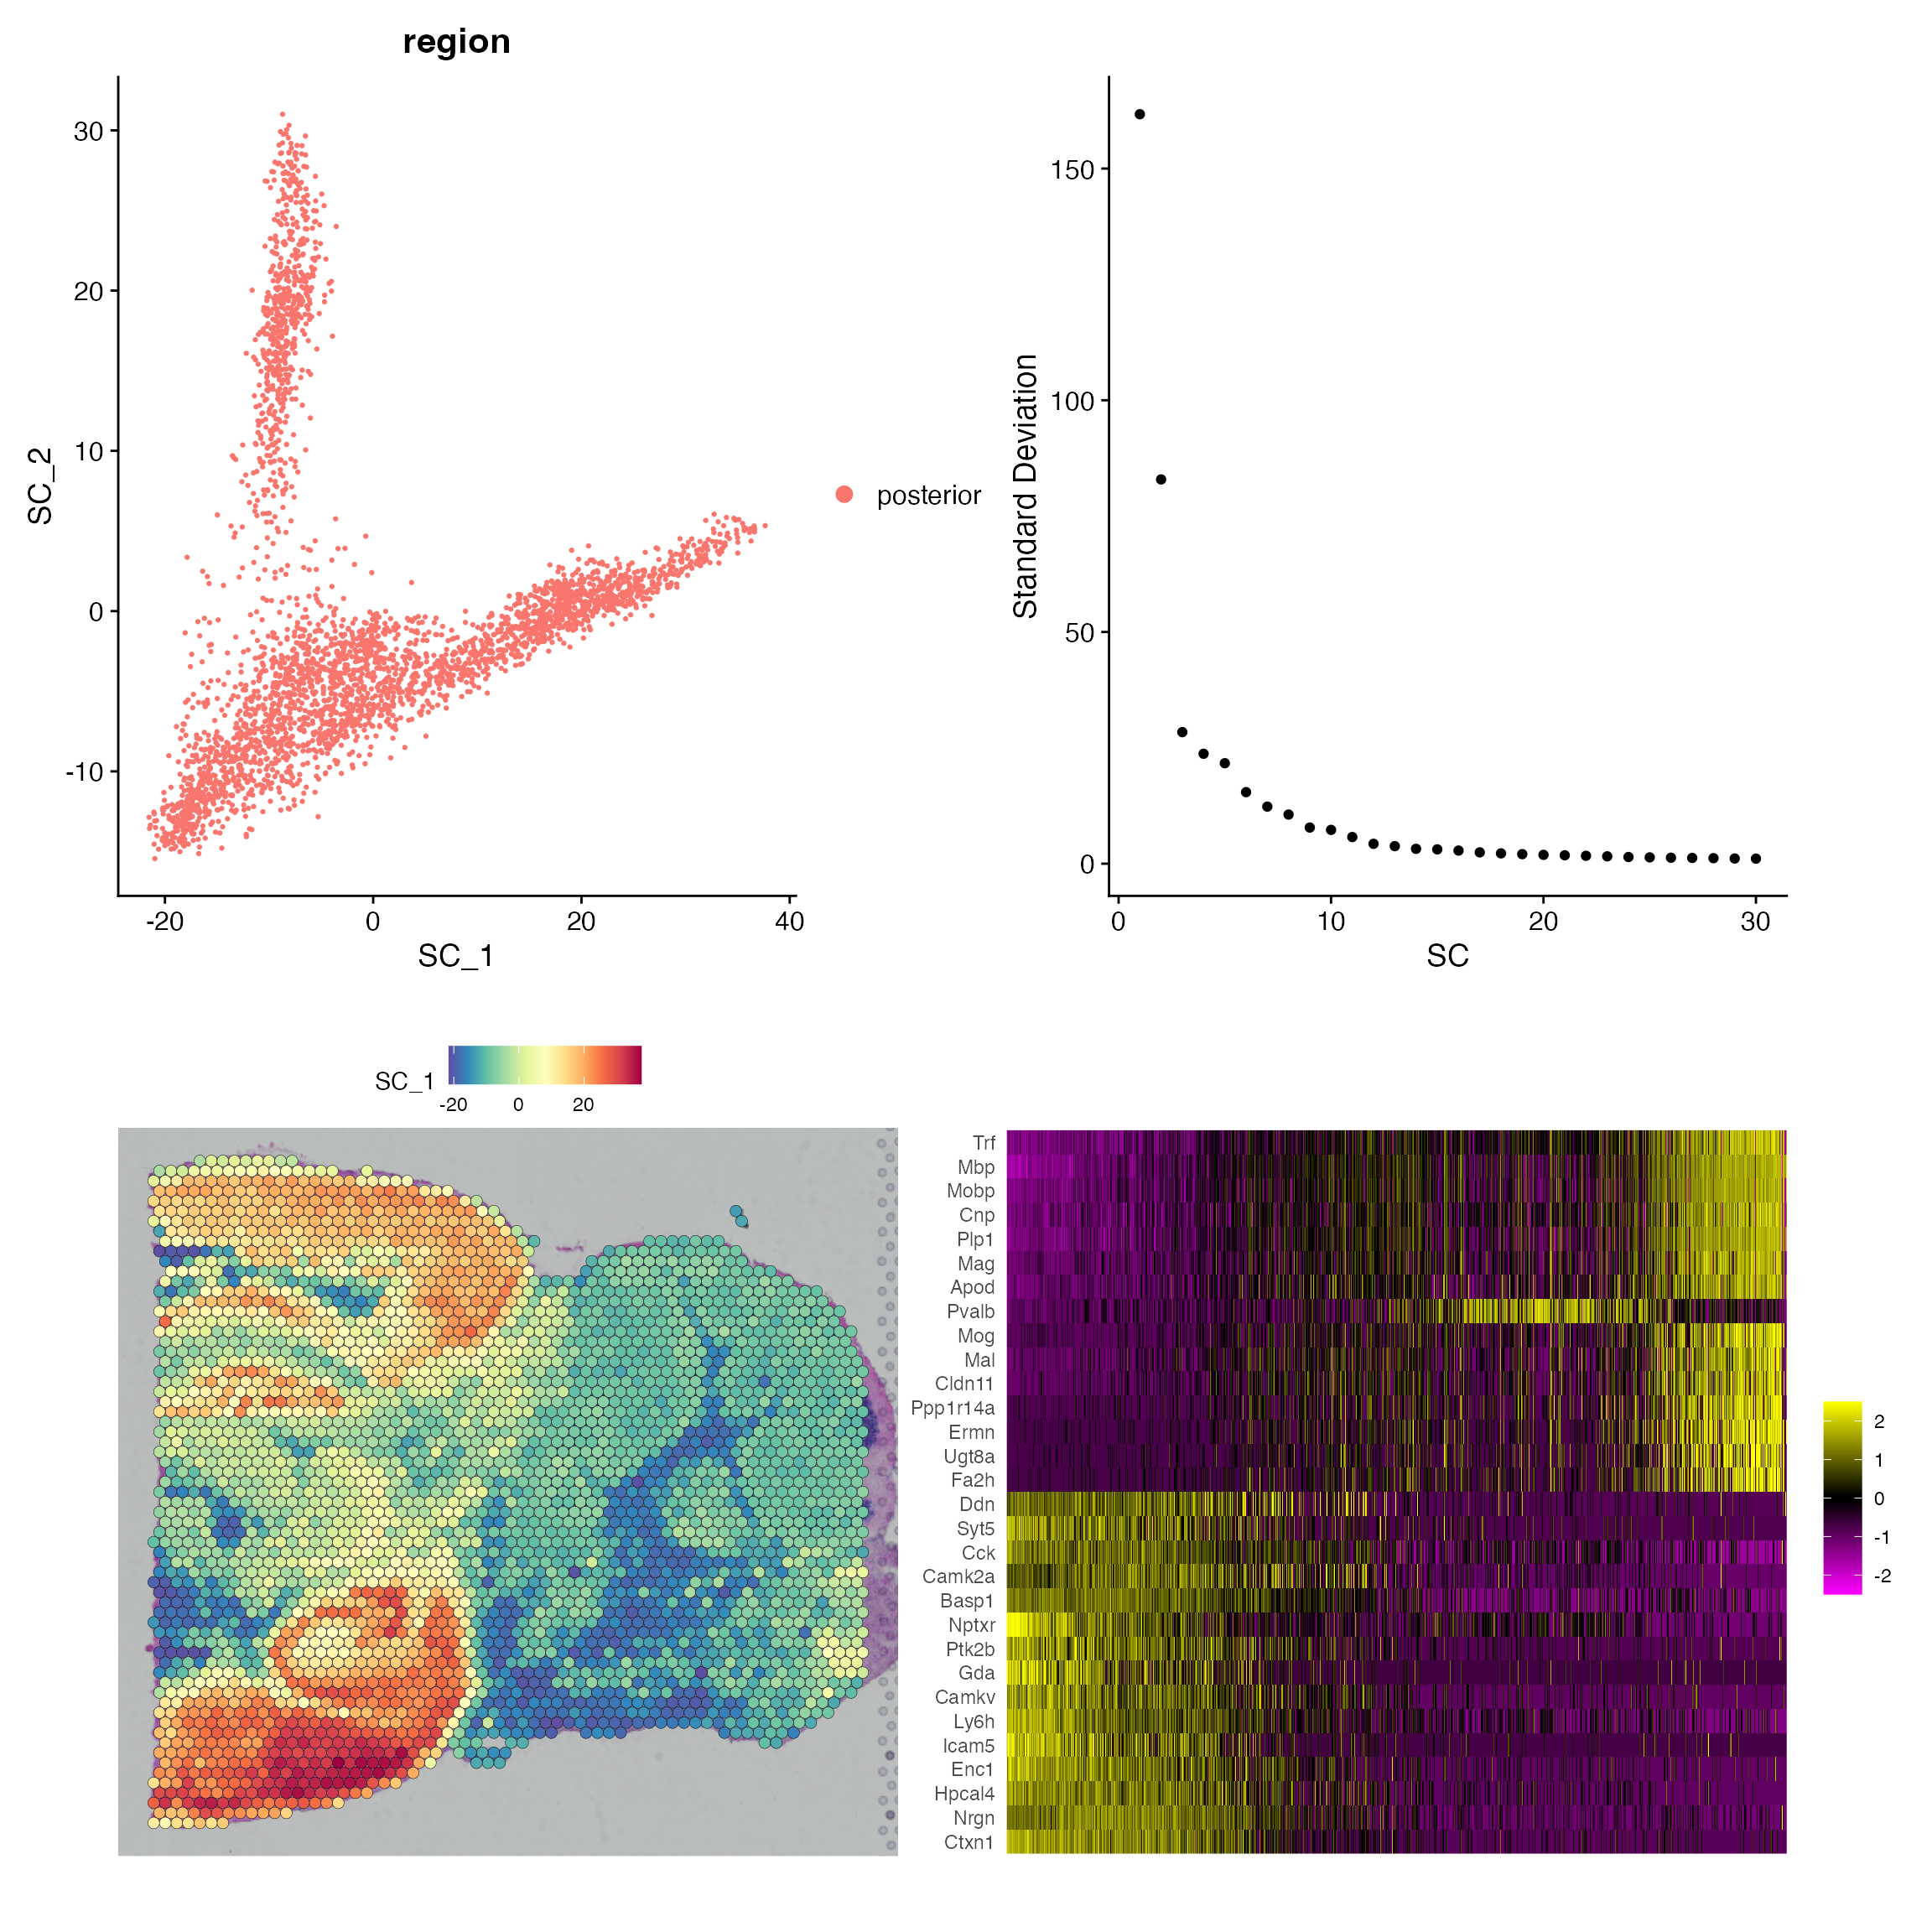 region
30
20
10
0
-10
SC_2
-20 0 20 40
SC_1
posterior
150
100
50
0
Standard Deviation
0 10 20 30
SC
SC_1
-20 0 20
Trf
Mbp
Mobp
Cnp
Plp1
Mag
Apod
Pvalb
Mog
Mal
Cldn11
Ppp1r14a
Ermn
Ugt8a
Fa2h
Ddn
Syt5
Cck
Camk2a
Basp1
Nptxr
Ptk2b
Gda
Camkv
Ly6h
Icam5
Enc1
Hpcal4
Nrgn
Ctxn1
2
1
0
-1
-2